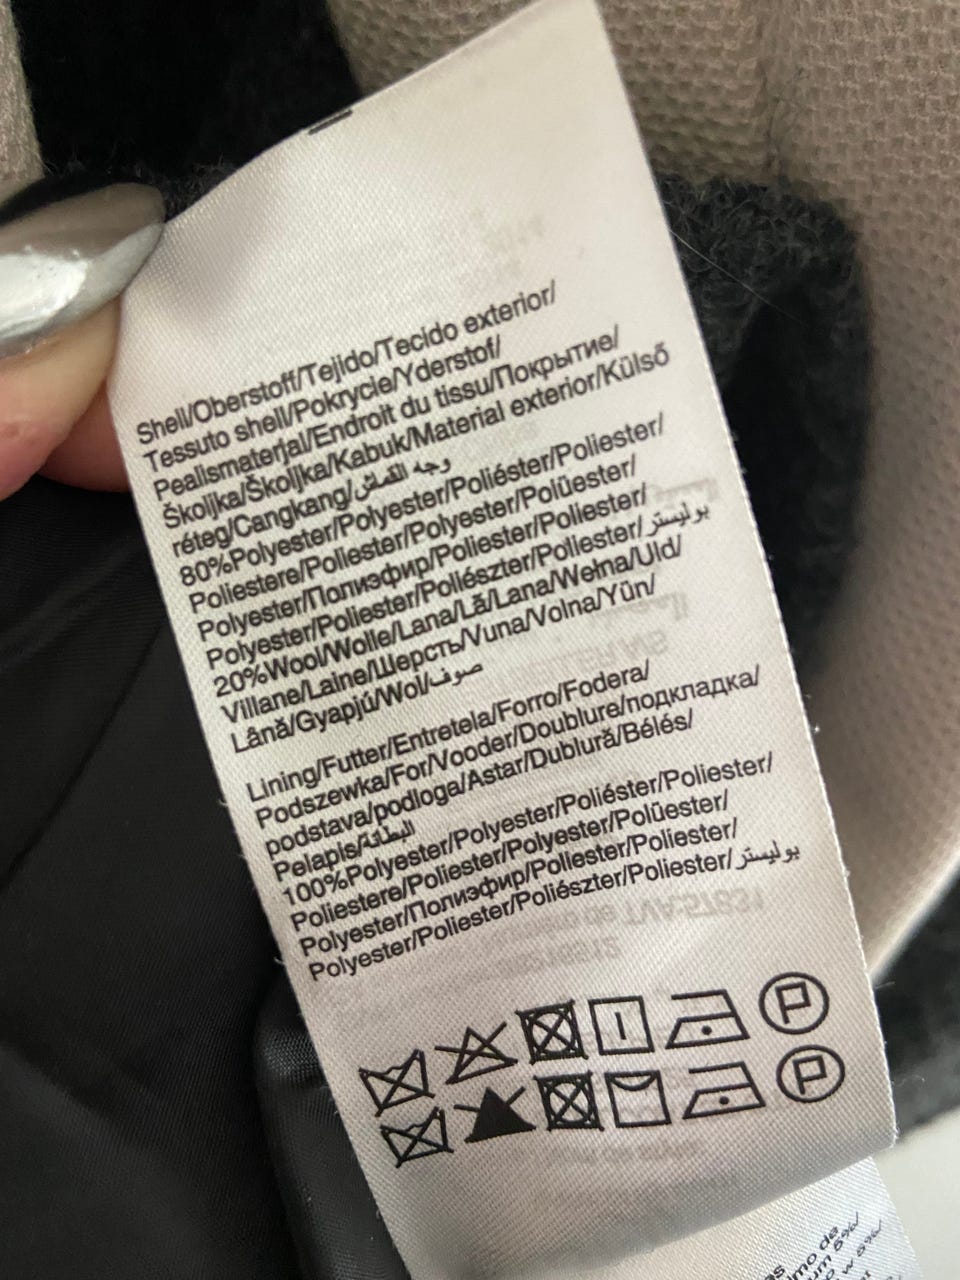 Shell/Oberstoff/Tejido/Tecido exterior/
Tessuto shell/Pokrycie/Yderstof/
Pealismaterjal/Endroit du tissu/Покрытие/
Školjka/Školjka/Kabuk/Material exterior/Külső
réteg/Cangkang/وجه القماش
80%Polyester/Polyester/Poliéster/Poliester/
Poliestere/Poliester/Polyester/Polüester/
Polyester/Полиэфир/Poliester/Poliester/
Polyester/Poliester/Poliészter/Poliester/بوليستر
20%Wool/Wolle/Lana/Lã/Lana/Wełna/Uld/
Villane/Laine/Шерсть/Vuna/Volna/Yün/
Lână/Gyapjú/Wol/صوف
Lining/Futter/Entretela/Forro/Fodera/
Podszewka/For/Vooder/Doublure/подкладка/
podstava/podloga/Astar/Dublură/Bélés/
Pelapis/البطانة
100%Polyester/Polyester/Poliéster/Poliester/
Poliestere/Poliester/Polyester/Polüester/
Polyester/Полиэфир/Poliester/Poliester/
Polyester/Poliester/Poliészter/Poliester/بوليستر
P
P